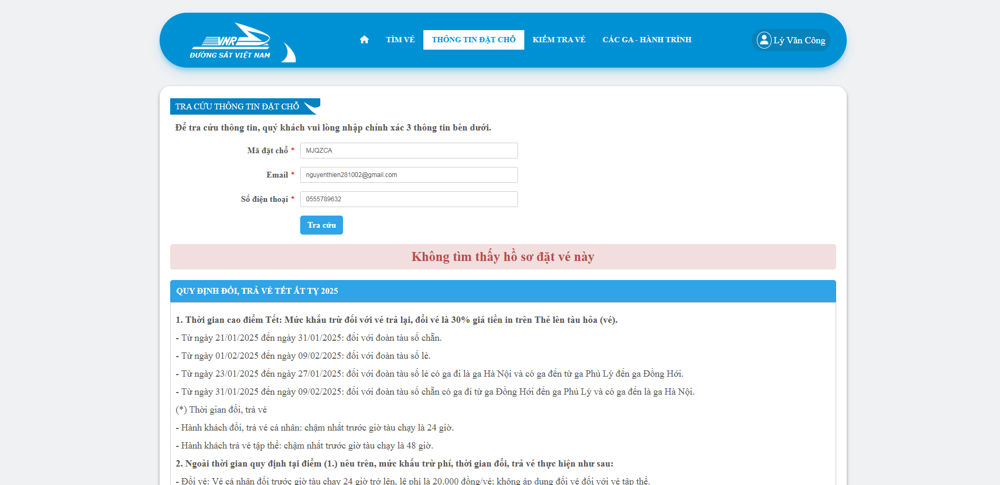 VNR
ĐƯỜNG SẮT VIỆT NAM
TÌM VÉ
THÔNG TIN ĐẶT CHỖ
KIỂM TRA VÉ
CÁC GA - HÀNH TRÌNH
Lý Văn Công
TRA CỨU THÔNG TIN ĐẶT CHỖ
Để tra cứu thông tin, quý khách vui lòng nhập chính xác 3 thông tin bên dưới.
Mã đặt chỗ * MJQZCA
Email * nguyenthien281002@gmail.com
Số điện thoại * 0555789632
Tra cứu
Không tìm thấy hồ sơ đặt vé này
QUY ĐỊNH ĐỔI, TRẢ VÉ TẾT ẤT TỴ 2025
1. Thời gian cao điểm Tết: Mức khấu trừ đối với vé trả lại, đổi vé là 30% giá tiền in trên Thẻ lên tàu hỏa (vé).
- Từ ngày 21/01/2025 đến ngày 31/01/2025: đối với đoàn tàu số chẵn.
- Từ ngày 01/02/2025 đến ngày 09/02/2025: đối với đoàn tàu số lẻ.
- Từ ngày 23/01/2025 đến ngày 27/01/2025: đối với đoàn tàu số lẻ có ga đi là ga Hà Nội và có ga đến từ ga Phủ Lý đến ga Đồng Hới.
- Từ ngày 31/01/2025 đến ngày 09/02/2025: đối với đoàn tàu số chẵn có ga đi từ ga Đồng Hới đến ga Phủ Lý và có ga đến là ga Hà Nội.
(*) Thời gian đổi, trả vé
- Hành khách đổi, trả vé cá nhân: chậm nhất trước giờ tàu chạy là 24 giờ.
- Hành khách trả vé tập thể: chậm nhất trước giờ tàu chạy là 48 giờ.
2. Ngoài thời gian quy định tại điểm (1.) nêu trên, mức khấu trừ phí, thời gian đổi, trả vé thực hiện như sau:
- Đổi vé: Vé cá nhân đổi trước giờ tàu chạy 24 giờ trở lên, lệ phí là 20.000 đồng/vé; không áp dụng đổi vé đối với vé tập thể.